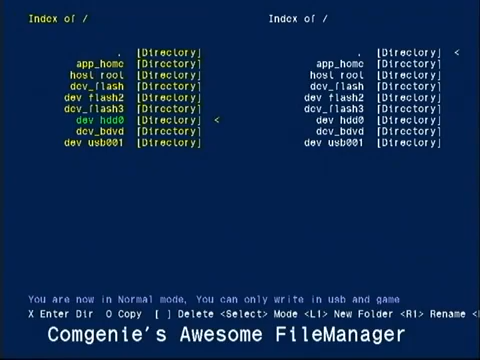 Index of /
Index of /
. [Directory]
. [Directory] <
app_home [Directory]
app_home [Directory]
host_root [Directory]
host_root [Directory]
dev_flash [Directory]
dev_flash [Directory]
dev_flash2 [Directory]
dev_flash2 [Directory]
dev_flash3 [Directory]
dev_flash3 [Directory]
dev_hdd0 [Directory] <
dev_hdd0 [Directory]
dev_bdvd [Directory]
dev_bdvd [Directory]
dev_usb001 [Directory]
dev_usb001 [Directory]
You are now in Normal mode, You can only write in usb and game
X Enter Dir O Copy [ ] Delete <Select> Mode <L1> New Folder <R1> Rename <
Comgenie's Awesome FileManager